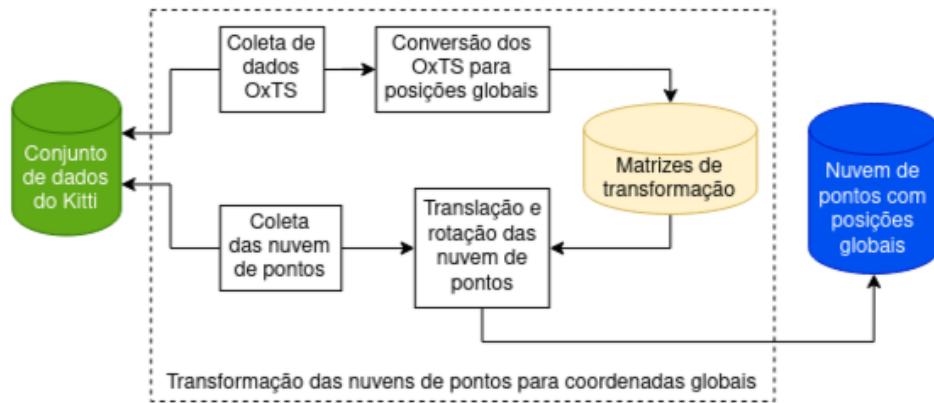 Coleta de
dados
OxTS
Conversão dos
OxTS para
posições globais
Conjunto
de dados
do Kitti
Matrizes de
transformação
Nuvem de
pontos com
posições
globais
Coleta
das nuvem
de pontos
Translação e
rotação das
nuvem de
pontos
Transformação das nuvens de pontos para coordenadas globais